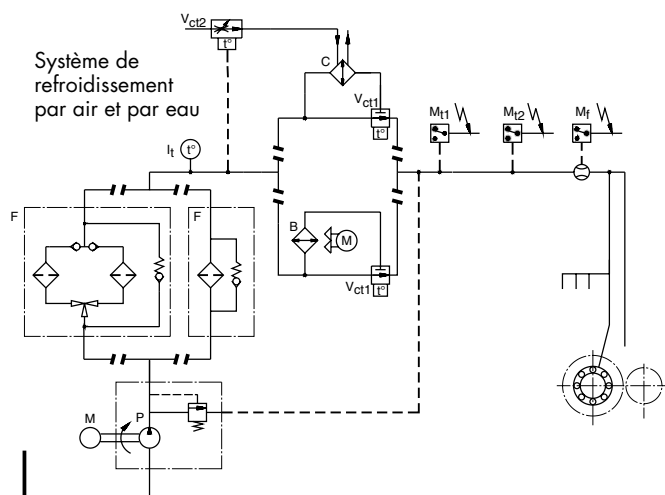 Vct2
t°
Système de
refroidissement
par air et par eau
C
Vct1
t°
Mt1
Mt2
Mf
It
t°
F
F
B
M
Vct1
t°
M
P